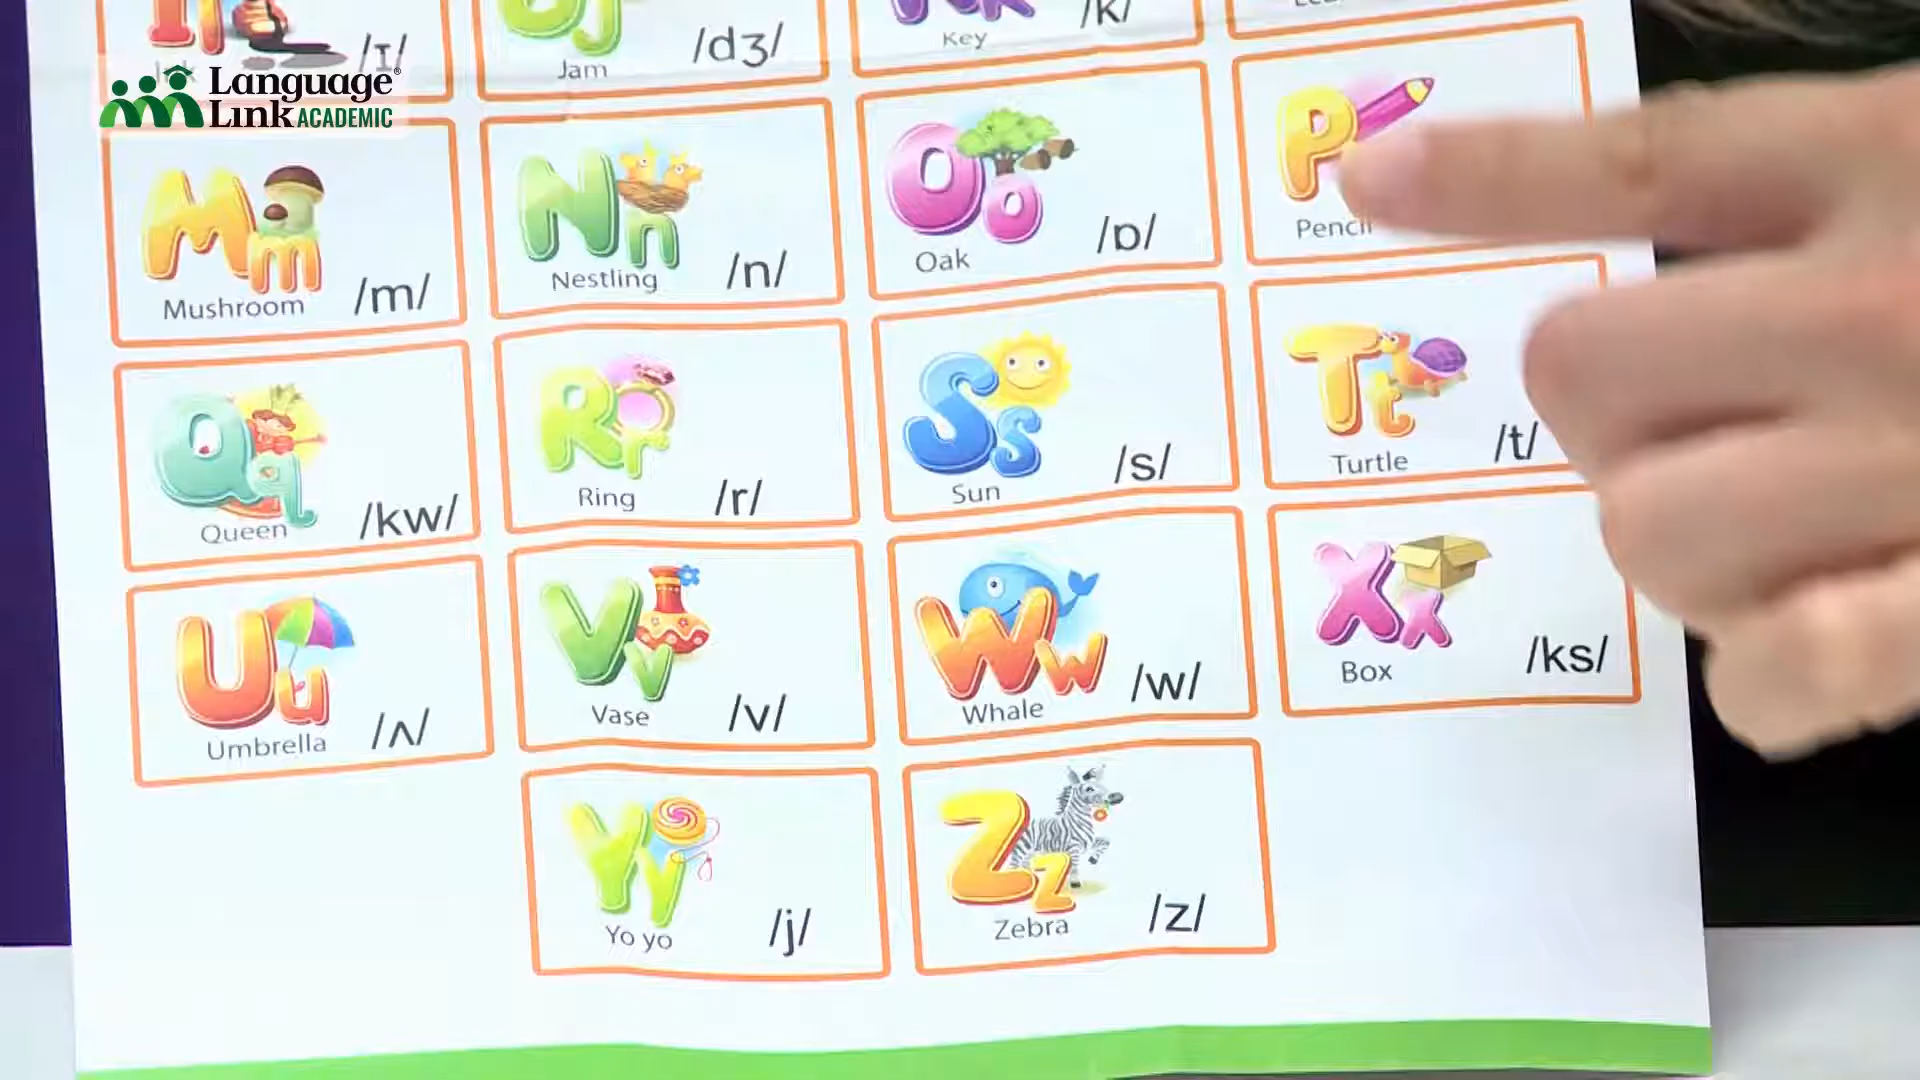 /ɪ/
Jam
/dʒ/
Key
/k/
Language
Link ACADEMIC
Mm
Mushroom
/m/
Nn
Nestling
/n/
Oo
Oak
/ɒ/
P
Pencil
Qq
Queen
/kw/
Rr
Ring
/r/
Ss
Sun
/s/
Tt
Turtle
/t/
Uu
Umbrella
/ʌ/
Vv
Vase
/v/
Ww
Whale
/w/
Xx
Box
/ks/
Yy
Yo yo
/j/
Zz
Zebra
/z/